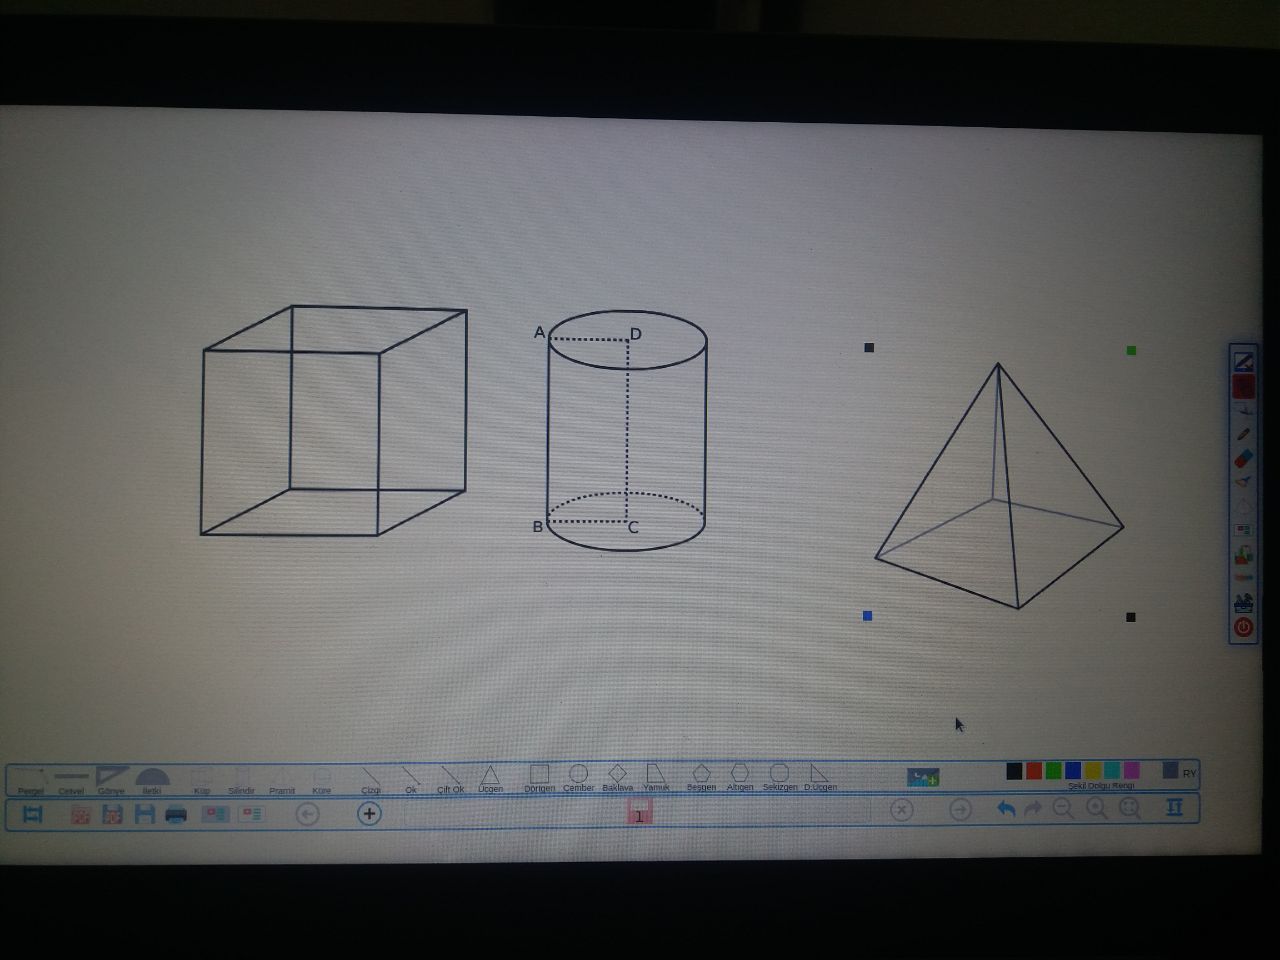 A
D
B
C
Pergel Cetvel Gönye İletki Küp Silindir Piramit Küre Çizgi Ok Çift Ok Üçgen Dörtgen Çember Baklava Yamuk Beşgen Altıgen Sekizgen D.Üçgen Şekil Dolgu Rengi RY
1